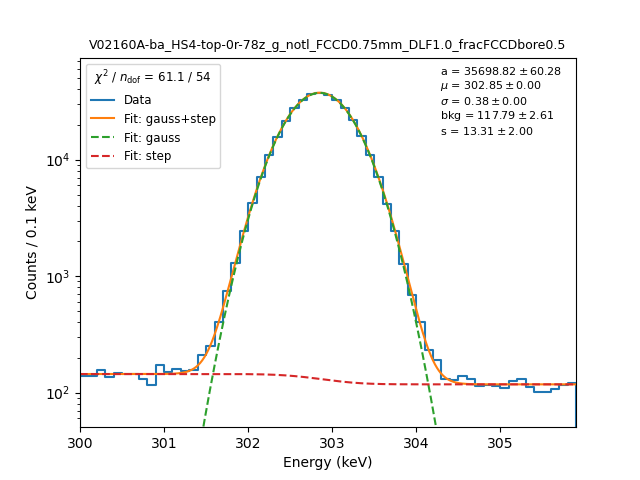 V02160A-ba_HS4-top-0r-78z_g_notl_FCCD0.75mm_DLF1.0_fracFCCDbore0.5
χ² / n_dof = 61.1 / 54
Data
Fit: gauss+step
Fit: gauss
Fit: step
a = 35698.82 ± 60.28
μ = 302.85 ± 0.00
σ = 0.38 ± 0.00
bkg = 117.79 ± 2.61
s = 13.31 ± 2.00
Counts / 0.1 keV
10⁴
10³
10²
300 301 302 303 304 305
Energy (keV)